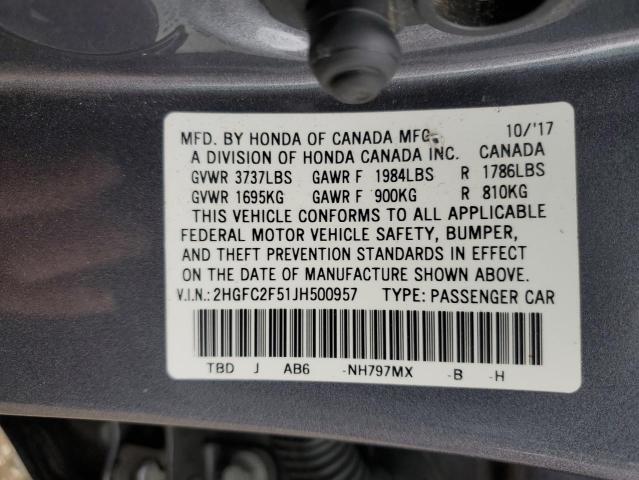 MFD. BY HONDA OF CANADA MFG. 10/'17
A DIVISION OF HONDA CANADA INC. CANADA
GVWR 3737LBS GAWR F 1984LBS R 1786LBS
GVWR 1695KG GAWR F 900KG R 810KG
THIS VEHICLE CONFORMS TO ALL APPLICABLE
FEDERAL MOTOR VEHICLE SAFETY, BUMPER,
AND THEFT PREVENTION STANDARDS IN EFFECT
ON THE DATE OF MANUFACTURE SHOWN ABOVE.
V.I.N.: 2HGFC2F51JH500957 TYPE: PASSENGER CAR
TBD J AB6 -NH797MX -B -H